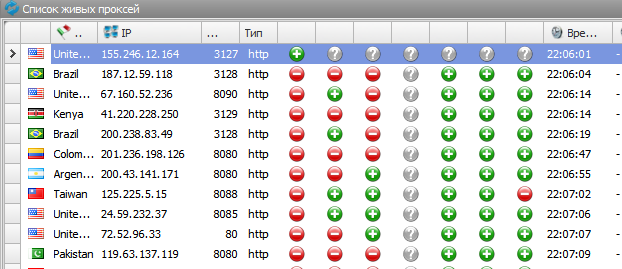 Список живых проксей
.. IP ... Тип Вре...
Unite... 155.246.12.164 3127 http 22:06:01 -
Brazil 187.12.59.118 3128 http 22:06:04 -
Unite... 67.160.52.236 8090 http 22:06:14 -
Kenya 41.220.228.250 3129 http 22:06:14 -
Brazil 200.238.83.49 3128 http 22:06:19 -
Colom... 201.236.198.126 8080 http 22:06:47 -
Argen... 200.43.141.171 8080 http 22:06:55 -
Taiwan 125.225.5.15 8088 http 22:07:02 -
Unite... 24.59.232.37 8085 http 22:07:06 -
Unite... 72.52.96.33 80 http 22:07:07 -
Pakistan 119.63.137.119 8080 http 22:07:09 -